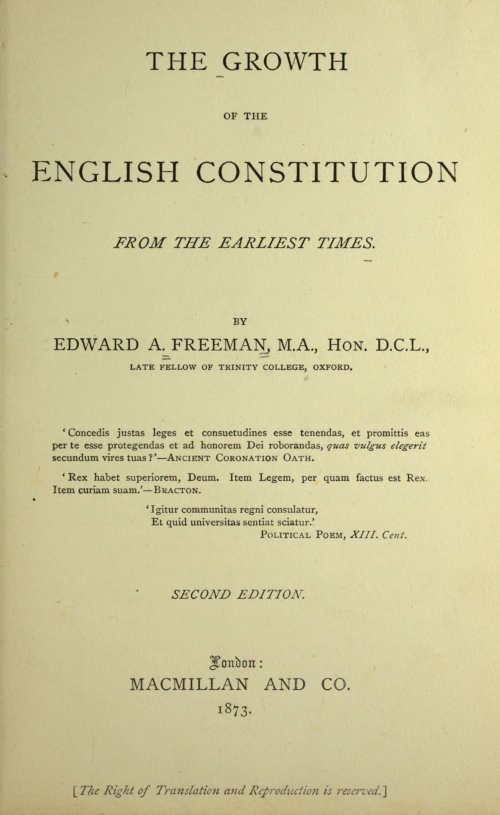 THE GROWTH
OF THE
ENGLISH CONSTITUTION
FROM THE EARLIEST TIMES.
BY
EDWARD A. FREEMAN, M.A., HON. D.C.L.,
LATE FELLOW OF TRINITY COLLEGE, OXFORD.
‘Concedis justas leges et consuetudines esse tenendas, et promittis eas
per te esse protegendas et ad honorem Dei roborandas, quas vulgus elegerit
secundum vires tuas?’—ANCIENT CORONATION OATH.
‘Rex habet superiorem, Deum. Item Legem, per quam factus est Rex.
Item curiam suam.’—BRACTON.
‘Igitur communitas regni consulatur,
Et quid universitas sentiat sciatur.’
POLITICAL POEM, XIII. Cent.
SECOND EDITION.
London:
MACMILLAN AND CO.
1873.
[The Right of Translation and Reproduction is reserved.]